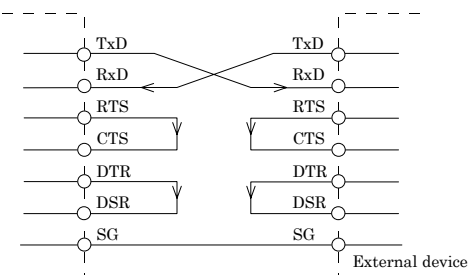 TxD TxD
RxD RxD
RTS RTS
CTS CTS
DTR DTR
DSR DSR
SG SG
External device